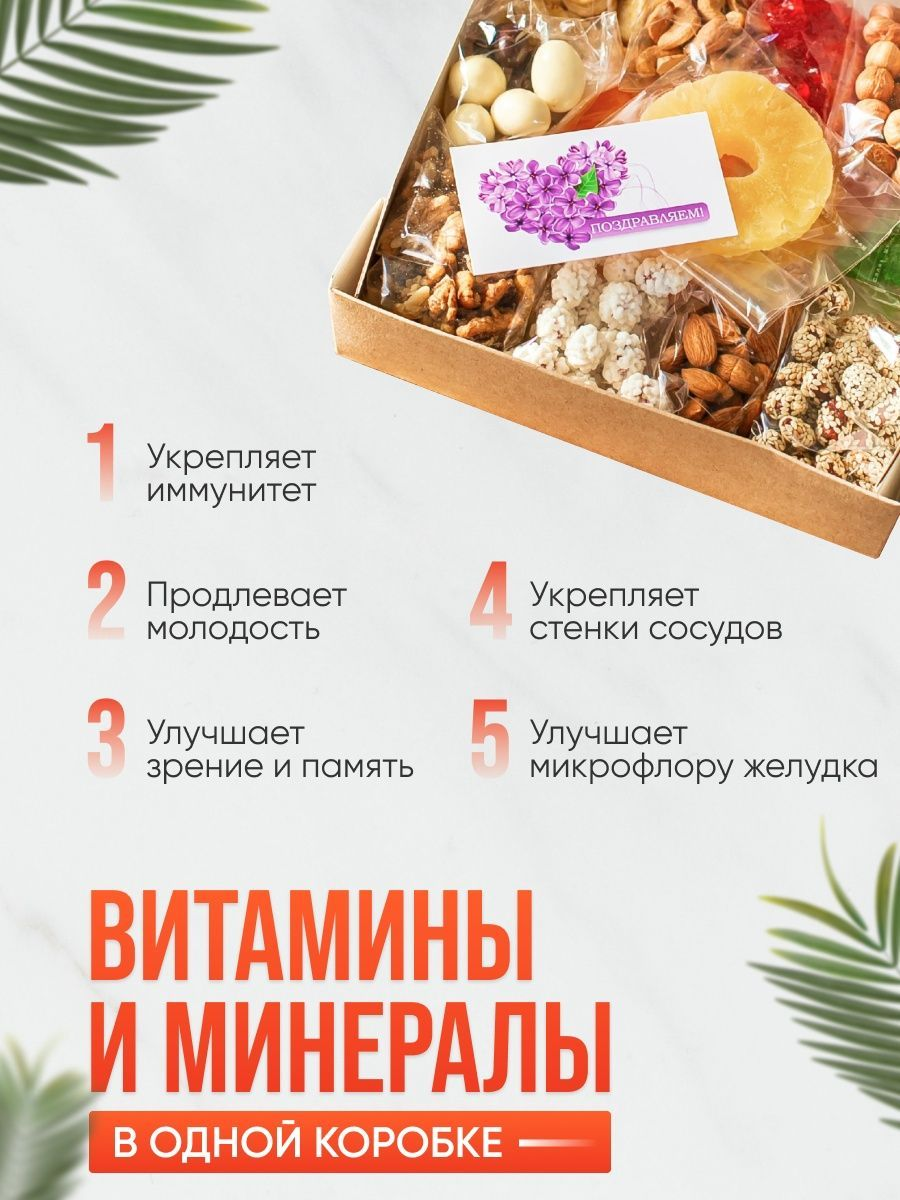 ПОЗДРАВЛЯЕМ!
1
Укрепляет
иммунитет
2
Продлевает
молодость
3
Улучшает
зрение и память
4
Укрепляет
стенки сосудов
5
Улучшает
микрофлору желудка
ВИТАМИНЫ
И МИНЕРАЛЫ
В ОДНОЙ КОРОБКЕ